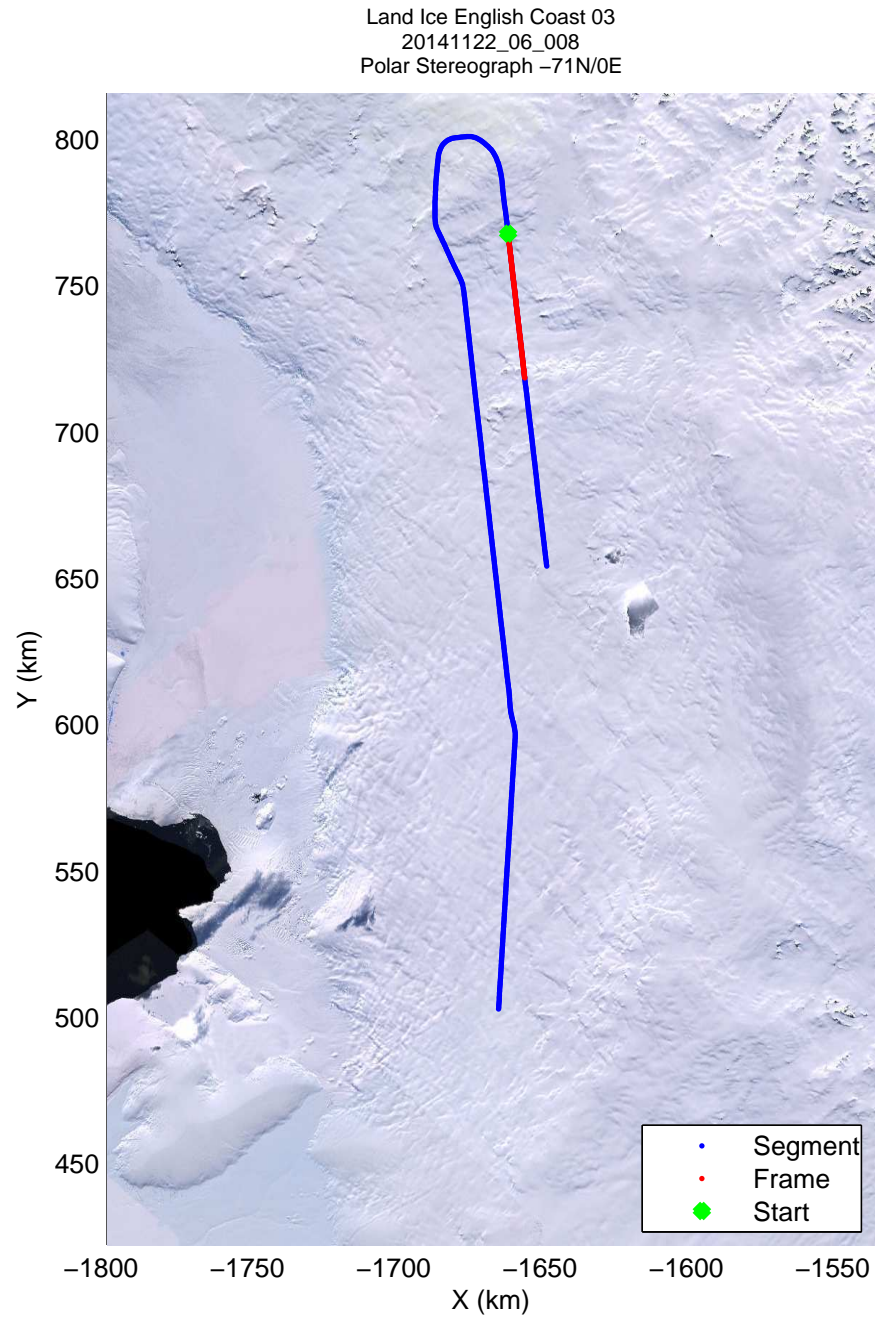 Land Ice English Coast 03
20141122_06_008
Polar Stereograph −71N/0E
800
750
700
650
600
550
500
450
Y (km)
Segment
Frame
Start
−1800 −1750 −1700 −1650 −1600 −1550
X (km)